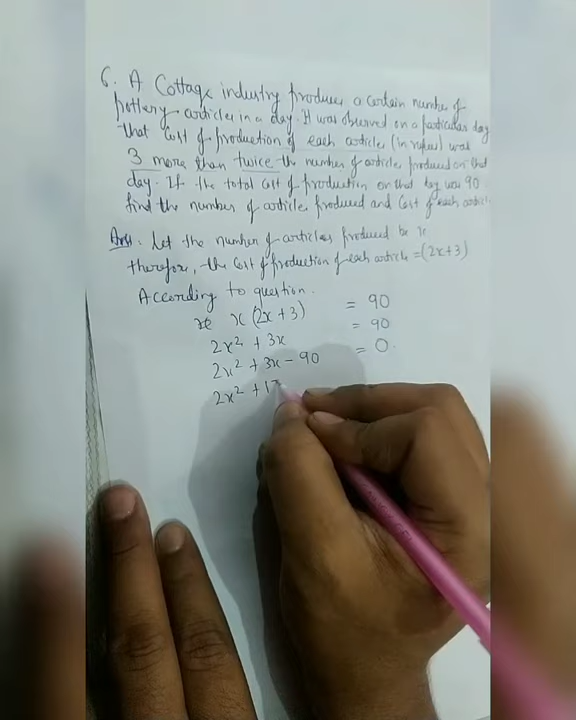 6. A Cottage industry produces a certain number of
pottery articles in a day. It was observed on a particular day
that cost of production of each article (in rupees) was
3 more than twice the number of article produced on that
day. If the total cost of production on that day was 90
find the number of article produced and cost of each article
Ans: Let the number of articles produced be x,
therefore, the cost of production of each article = (2x+3)
According to question.
x x(2x+3) = 90
2x² + 3x = 90
2x² + 3x - 90 = 0.
2x² + 1